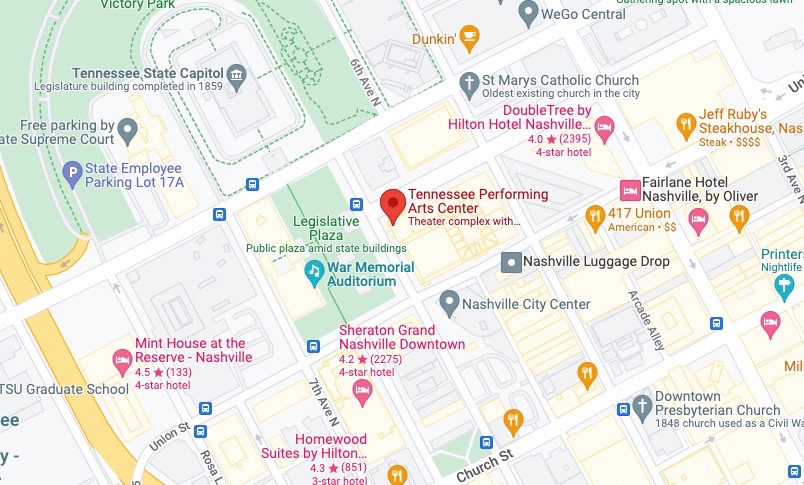 Victory Park
Gathering spot with a spacious lawn
WeGo Central
Dunkin'
6th Ave N
Tennessee State Capitol
Legislature building completed in 1859
St Marys Catholic Church
Oldest existing church in the city
DoubleTree by
Hilton Hotel Nashville...
4.0 ★ (2395)
4-star hotel
Jeff Ruby's
Steakhouse, Nas
Steak • $$$$
Free parking by
ate Supreme Court
P
State Employee
Parking Lot 17A
3rd Ave N
Tennessee Performing
Arts Center
Theater complex with...
Fairlane Hotel
Nashville, by Oliver
417 Union
American • $$
Legislative
Plaza
Public plaza amid state buildings
War Memorial
Auditorium
Nashville Luggage Drop
Printers
Nightlife
Nashville City Center
Arcade Alley
Mint House at the
Reserve - Nashville
4.5 ★ (133)
4-star hotel
Sheraton Grand
Nashville Downtown
4.2 ★ (2275)
4-star hotel
TSU Graduate School
7th Ave N
Mil
Downtown
Presbyterian Church
1848 church used as a Civil Wa
ee
y -
Union St
Rosa L
Homewood
Suites by Hilton...
4.3 ★ (851)
3-star hotel
Church St